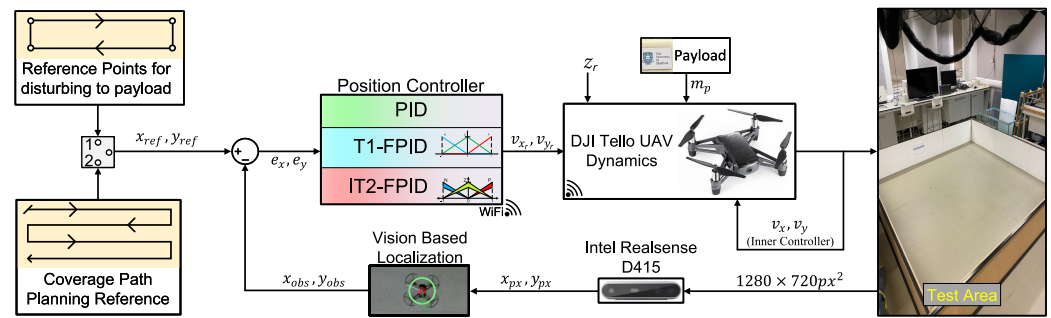 Reference Points for
disturbing to payload
1
2
x_ref, y_ref
+
-
e_x, e_y
Coverage Path
Planning Reference
Position Controller
PID
T1-FPID
IT2-FPID
WiFi
v_xr, v_yr
z_r
Payload
m_p
DJI Tello UAV
Dynamics
v_x, v_y
(Inner Controller)
Vision Based
Localization
x_obs, y_obs
x_px, y_px
Intel Realsense
D415
1280 × 720px²
Test Area